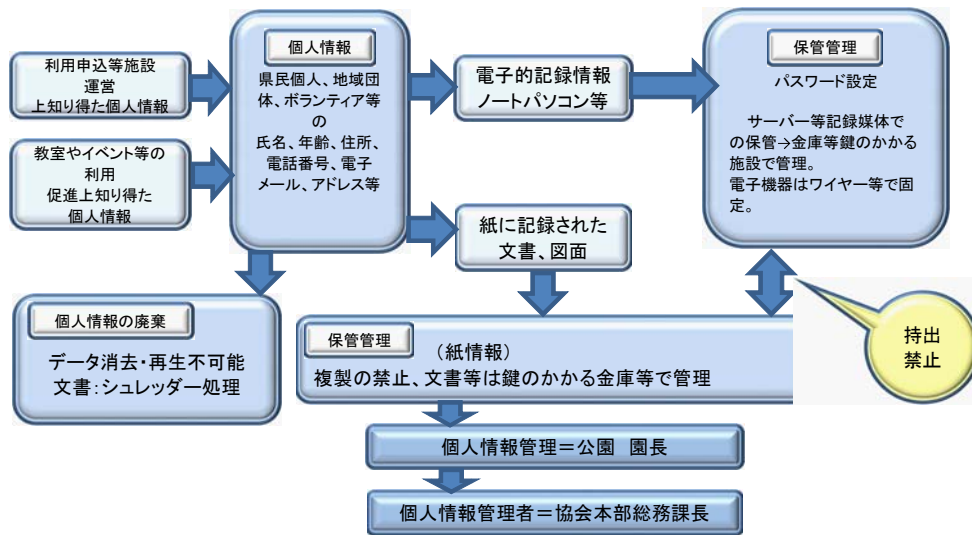 利用申込等施設
運営
上知り得た個人情報
教室やイベント等の
利用
促進上知り得た
個人情報
個人情報
県民個人、地域団
体、ボランティア等
の
氏名、年齢、住所、
電話番号、電子
メール、アドレス等
電子的記録情報
ノートパソコン等
紙に記録された
文書、図面
保管管理
パスワード設定
サーバー等記録媒体で
の保管→金庫等鍵のかかる
施設で管理。
電子機器はワイヤー等で固
定。
個人情報の廃棄
データ消去・再生不可能
文書:シュレッダー処理
保管管理
(紙情報)
複製の禁止、文書等は鍵のかかる金庫等で管理
持出
禁止
個人情報管理=公園 園長
個人情報管理者=協会本部総務課長